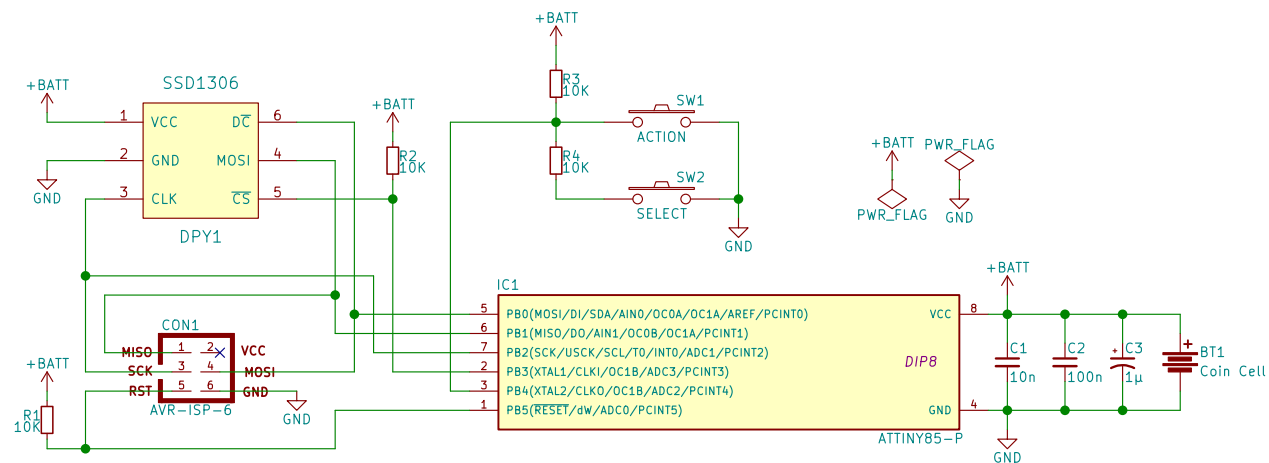 +BATT
+BATT
SSD1306
+BATT
R3
10K
SW1
ACTION
1 VCC
DC 6
2 GND
MOSI 4
3 CLK
CS 5
GND
DPY1
R2
10K
R4
10K
SW2
SELECT
GND
+BATT
PWR_FLAG
PWR_FLAG
GND
+BATT
IC1
5 PB0(MOSI/DI/SDA/AIN0/OC0A/OC1A/AREF/PCINT0)
6 PB1(MISO/DO/AIN1/OC0B/OC1A/PCINT1)
7 PB2(SCK/USCK/SCL/T0/INT0/ADC1/PCINT2)
2 PB3(XTAL1/CLKI/OC1B/ADC3/PCINT3)
3 PB4(XTAL2/CLKO/OC1B/ADC2/PCINT4)
1 PB5(RESET/dW/ADC0/PCINT5)
VCC 8
DIP8
GND 4
ATTINY85-P
CON1
MISO 1 2 VCC
SCK 3 4 MOSI
RST 5 6 GND
AVR-ISP-6
GND
+BATT
R1
10K
C1
10n
C2
100n
+
C3
1µ
+
BT1
Coin Cell
GND